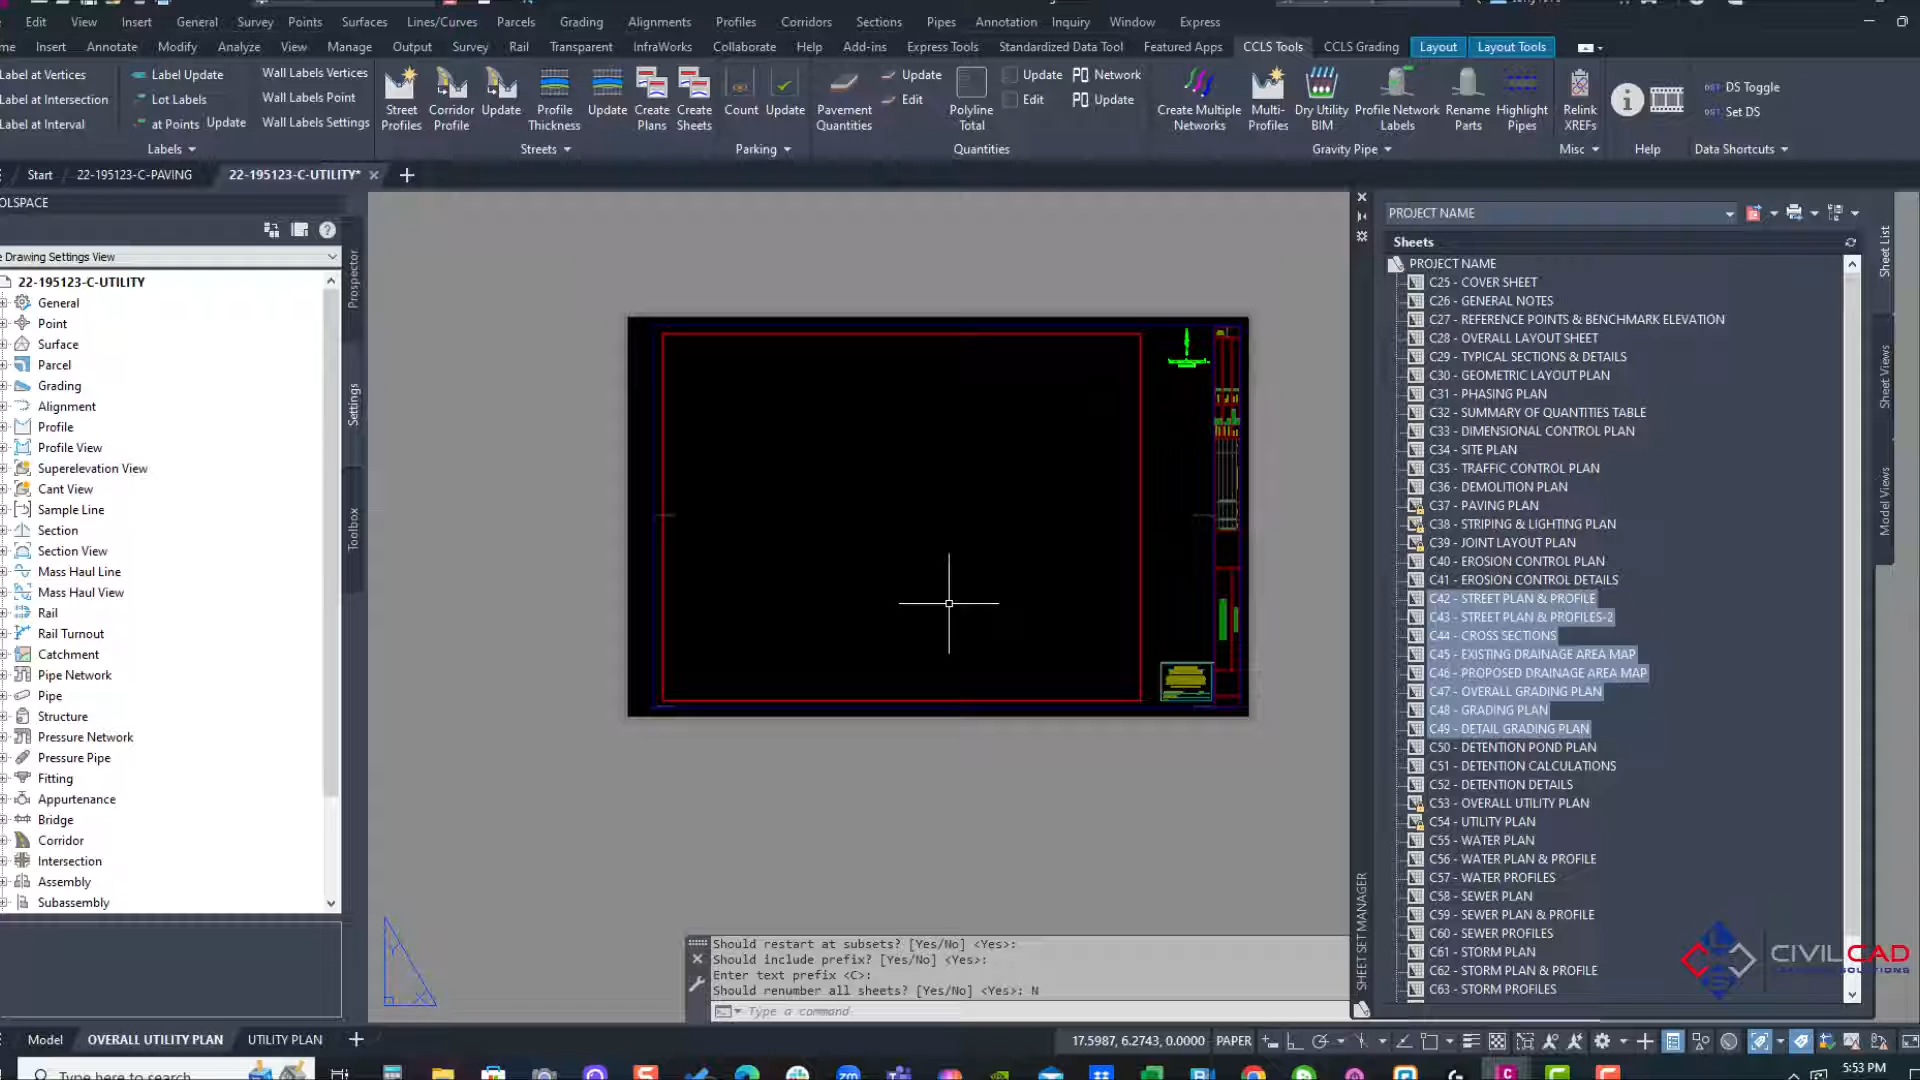 Edit View Insert General Survey Points Surfaces Lines/Curves Parcels Grading Alignments Profiles Corridors Sections Pipes Annotation Inquiry Window Express
me Insert Annotate Modify Analyze View Manage Output Survey Rail Transparent InfraWorks Collaborate Help Add-ins Express Tools Standardized Data Tool Featured Apps CCLS Tools CCLS Grading Layout Layout Tools
Label at Vertices Label Update Wall Labels Vertices
Label at Intersection Lot Labels Wall Labels Point
Label at Interval at Points Update Wall Labels Settings
Labels
Street Profiles
Corridor Profile
Update
Profile Thickness
Update
Create Plans
Create Sheets
Streets
Count
Update
Parking
Pavement Quantities
Update
Edit
Polyline Total
Update
Edit
Network
Update
Quantities
Create Multiple Networks
Multi-Profiles
Dry Utility BIM
Profile Network Labels
Rename Parts
Highlight Pipes
Gravity Pipe
Relink XREFs
Misc
Help
DS Toggle
Set DS
Data Shortcuts
Start 22-195123-C-PAVING 22-195123-C-UTILITY*
OLSPACE
e Drawing Settings View
22-195123-C-UTILITY
General
Point
Surface
Parcel
Grading
Alignment
Profile
Profile View
Superelevation View
Cant View
Sample Line
Section
Section View
Mass Haul Line
Mass Haul View
Rail
Rail Turnout
Catchment
Pipe Network
Pipe
Structure
Pressure Network
Pressure Pipe
Fitting
Appurtenance
Bridge
Corridor
Intersection
Assembly
Subassembly
Prospector
Settings
Toolbox
Should restart at subsets? [Yes/No] <Yes>:
Should include prefix? [Yes/No] <Yes>:
Enter text prefix <C>:
Should renumber all sheets? [Yes/No] <Yes>: N
Type a command
SHEET SET MANAGER
PROJECT NAME
Sheets
PROJECT NAME
C25 - COVER SHEET
C26 - GENERAL NOTES
C27 - REFERENCE POINTS & BENCHMARK ELEVATION
C28 - OVERALL LAYOUT SHEET
C29 - TYPICAL SECTIONS & DETAILS
C30 - GEOMETRIC LAYOUT PLAN
C31 - PHASING PLAN
C32 - SUMMARY OF QUANTITIES TABLE
C33 - DIMENSIONAL CONTROL PLAN
C34 - SITE PLAN
C35 - TRAFFIC CONTROL PLAN
C36 - DEMOLITION PLAN
C37 - PAVING PLAN
C38 - STRIPING & LIGHTING PLAN
C39 - JOINT LAYOUT PLAN
C40 - EROSION CONTROL PLAN
C41 - EROSION CONTROL DETAILS
C42 - STREET PLAN & PROFILE
C43 - STREET PLAN & PROFILES-2
C44 - CROSS SECTIONS
C45 - EXISTING DRAINAGE AREA MAP
C46 - PROPOSED DRAINAGE AREA MAP
C47 - OVERALL GRADING PLAN
C48 - GRADING PLAN
C49 - DETAIL GRADING PLAN
C50 - DETENTION POND PLAN
C51 - DETENTION CALCULATIONS
C52 - DETENTION DETAILS
C53 - OVERALL UTILITY PLAN
C54 - UTILITY PLAN
C55 - WATER PLAN
C56 - WATER PLAN & PROFILE
C57 - WATER PROFILES
C58 - SEWER PLAN
C59 - SEWER PLAN & PROFILE
C60 - SEWER PROFILES
C61 - STORM PLAN
C62 - STORM PLAN & PROFILE
C63 - STORM PROFILES
Sheet List
Sheet Views
Model Views
CIVILCAD
Model OVERALL UTILITY PLAN UTILITY PLAN
17.5987, 6.2743, 0.0000 PAPER
Type here to search
5:53 PM